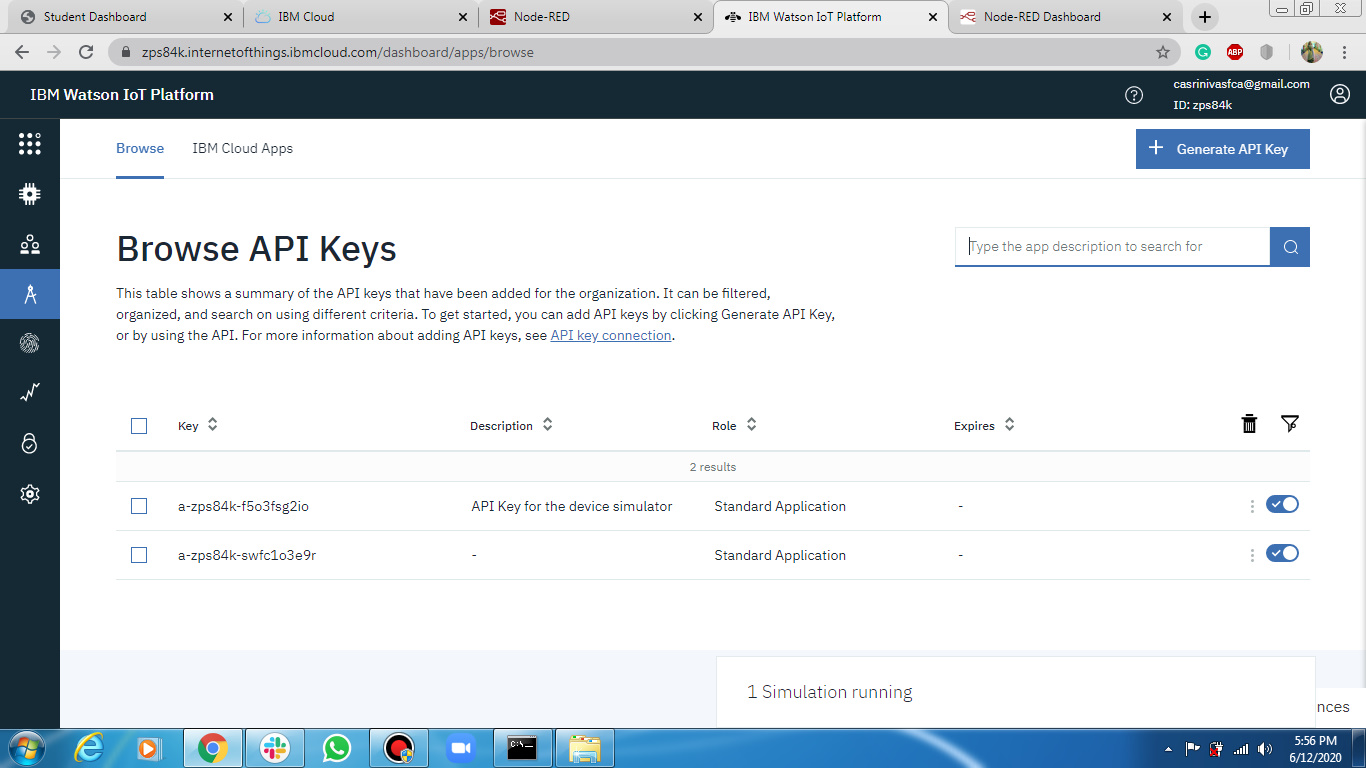 Student Dashboard
IBM Cloud
Node-RED
IBM Watson IoT Platform
Node-RED Dashboard
zps84k.internetofthings.ibmcloud.com/dashboard/apps/browse
ABP
IBM Watson IoT Platform
casrinivasfca@gmail.com
ID: zps84k
Browse
IBM Cloud Apps
Generate API Key
Browse API Keys
Type the app description to search for
This table shows a summary of the API keys that have been added for the organization. It can be filtered,
organized, and search on using different criteria. To get started, you can add API keys by clicking Generate API Key,
or by using the API. For more information about adding API keys, see API key connection.
Key Description Role Expires
2 results
a-zps84k-f5o3fsg2io API Key for the device simulator Standard Application -
a-zps84k-swfc1o3e9r - Standard Application -
1 Simulation running
nces
C:\
5:56 PM
6/12/2020